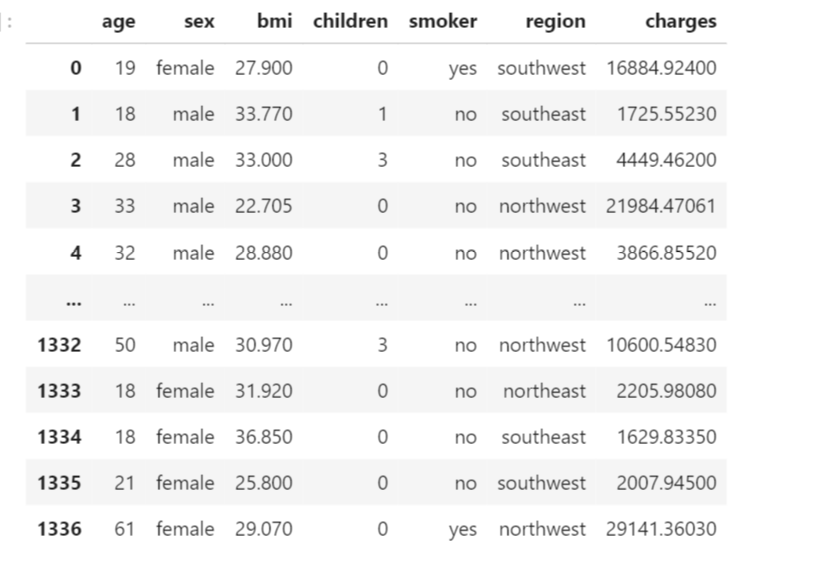 ]:
age sex bmi children smoker region charges
0 19 female 27.900 0 yes southwest 16884.92400
1 18 male 33.770 1 no southeast 1725.55230
2 28 male 33.000 3 no southeast 4449.46200
3 33 male 22.705 0 no northwest 21984.47061
4 32 male 28.880 0 no northwest 3866.85520
... ... ... ... ... ... ... ...
1332 50 male 30.970 3 no northwest 10600.54830
1333 18 female 31.920 0 no northeast 2205.98080
1334 18 female 36.850 0 no southeast 1629.83350
1335 21 female 25.800 0 no southwest 2007.94500
1336 61 female 29.070 0 yes northwest 29141.36030